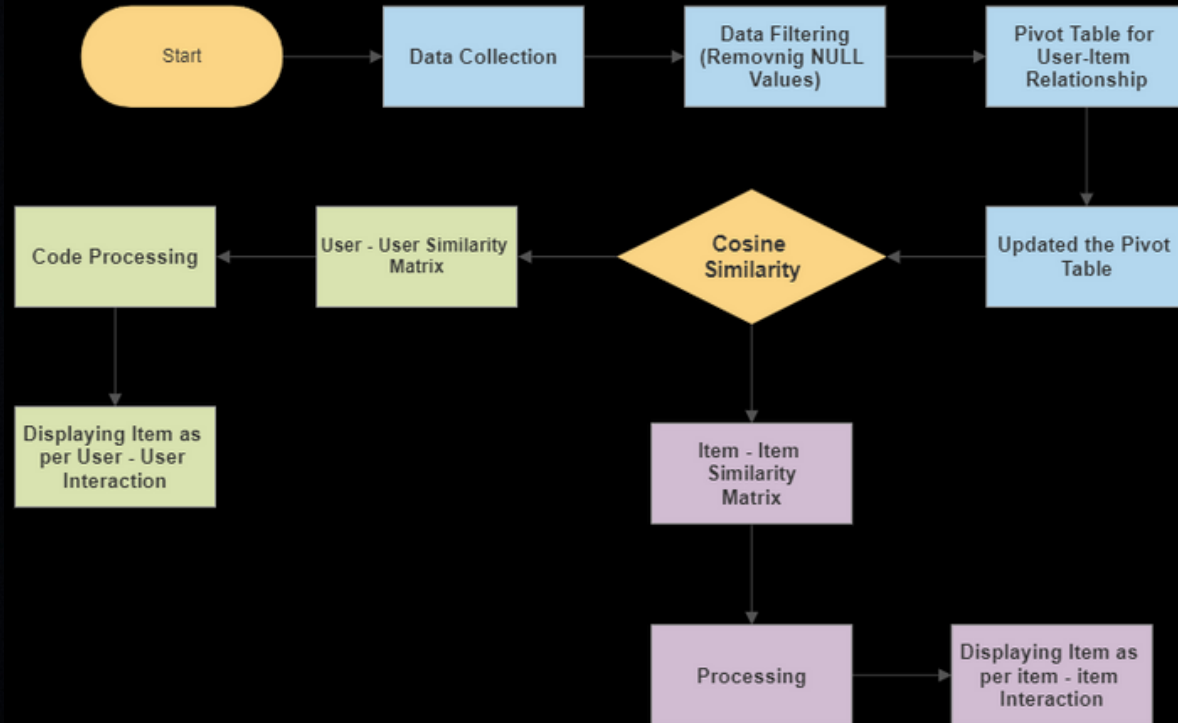 Start
Data Collection
Data Filtering
(Removnig NULL
Values)
Pivot Table for
User-Item
Relationship
Code Processing
User - User Similarity
Matrix
Cosine
Similarity
Updated the Pivot
Table
Displaying Item as
per User - User
Interaction
Item - Item
Similarity
Matrix
Processing
Displaying Item as
per item - item
Interaction